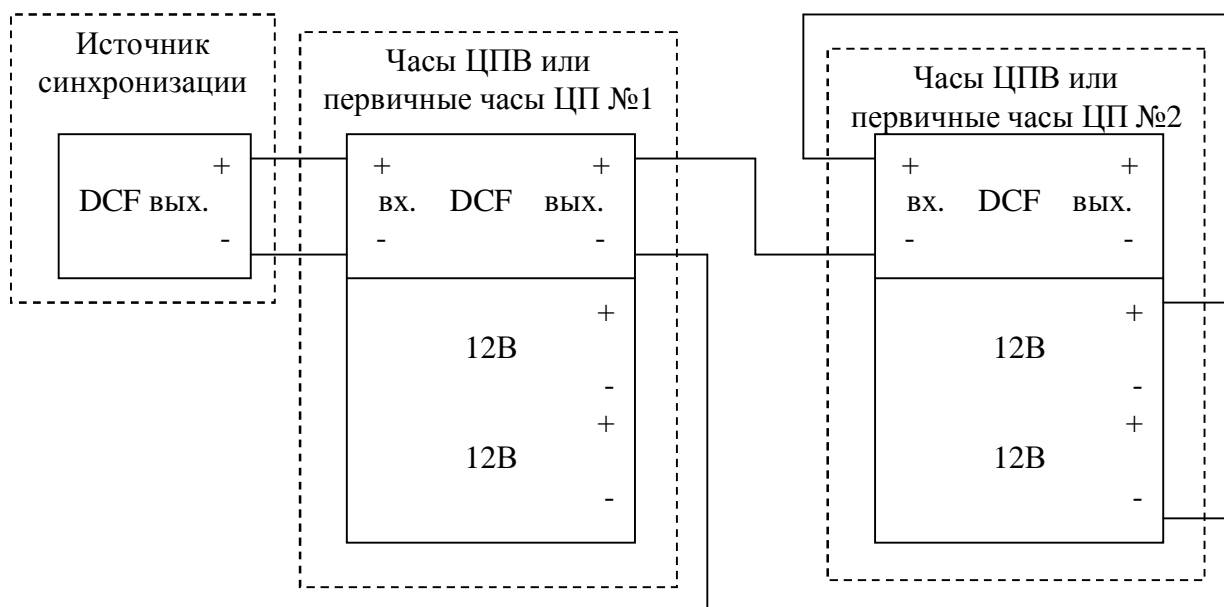 Источник
синхронизации
+
DCF вых.
-
Часы ЦПВ или
первичные часы ЦП №1
+ +
вх. DCF вых.
- -
+
12В
-
+
12В
-
Часы ЦПВ или
первичные часы ЦП №2
+ +
вх. DCF вых.
- -
+
12В
-
+
12В
-